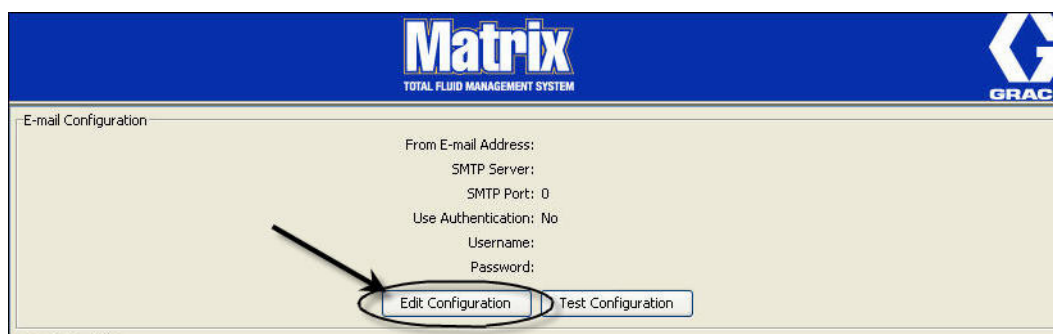 Matrix
TOTAL FLUID MANAGEMENT SYSTEM
E-mail Configuration
From E-mail Address:
SMTP Server:
SMTP Port: 0
Use Authentication: No
Username:
Password:
Edit Configuration Test Configuration